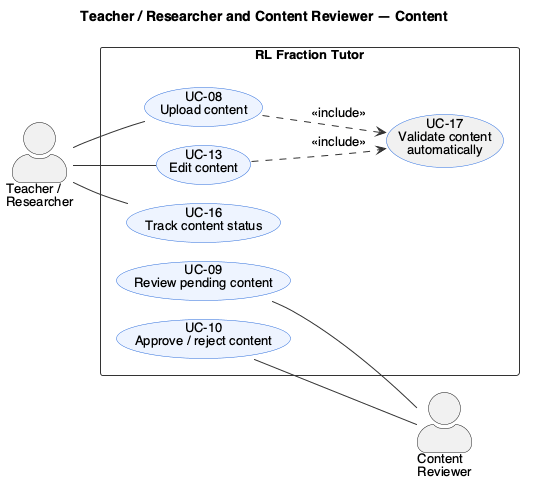 Teacher / Researcher and Content Reviewer — Content
RL Fraction Tutor
UC-08
Upload content
«include»
UC-17
Validate content
automatically
«include»
UC-13
Edit content
Teacher /
Researcher
UC-16
Track content status
UC-09
Review pending content
UC-10
Approve / reject content
Content
Reviewer